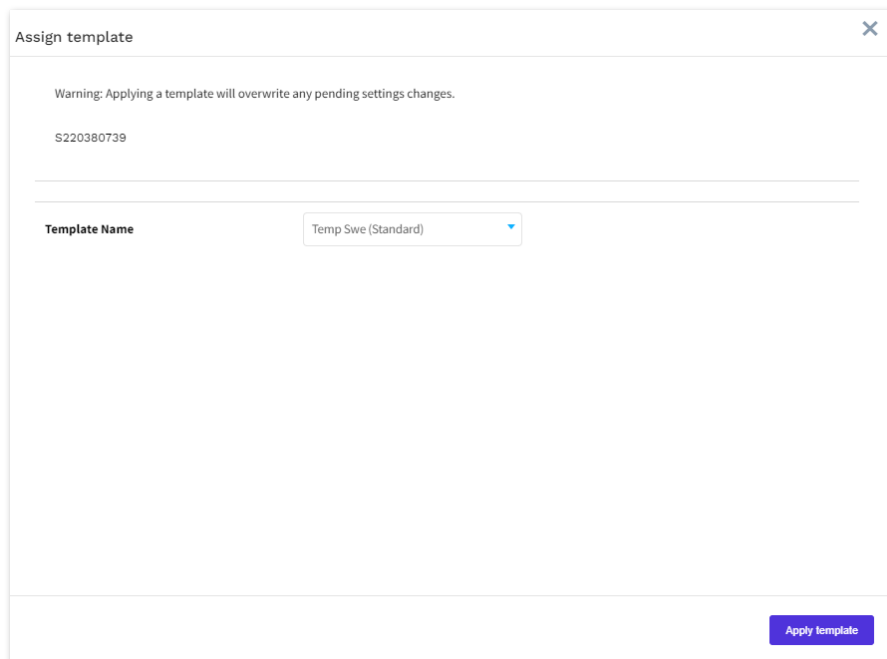 Assign template
Warning: Applying a template will overwrite any pending settings changes.
S220380739
Template Name
Temp Swe (Standard)
Apply template